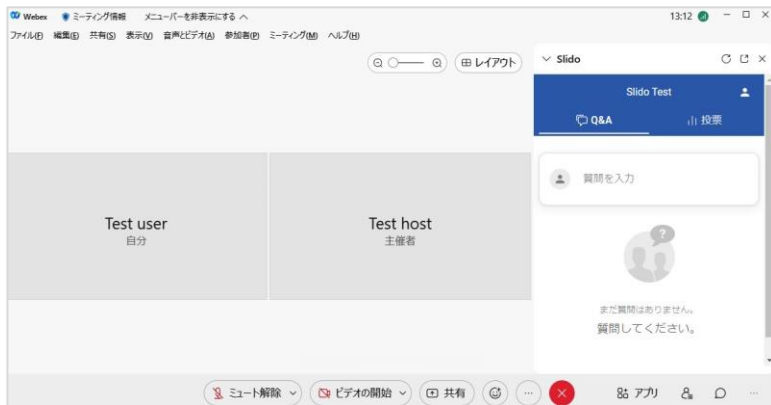 Webex ミーティング情報 メニューバーを非表示にする 13:12
ファイル(F) 編集(E) 共有(S) 表示(V) 音声とビデオ(A) 参加者(P) ミーティング(M) ヘルプ(H)
レイアウト
Slido
Slido Test
Q&A 投票
質問を入力
Test user
自分
Test host
主催者
まだ質問はありません。
質問してください。
ミュート解除 ビデオの開始 共有 アプリ